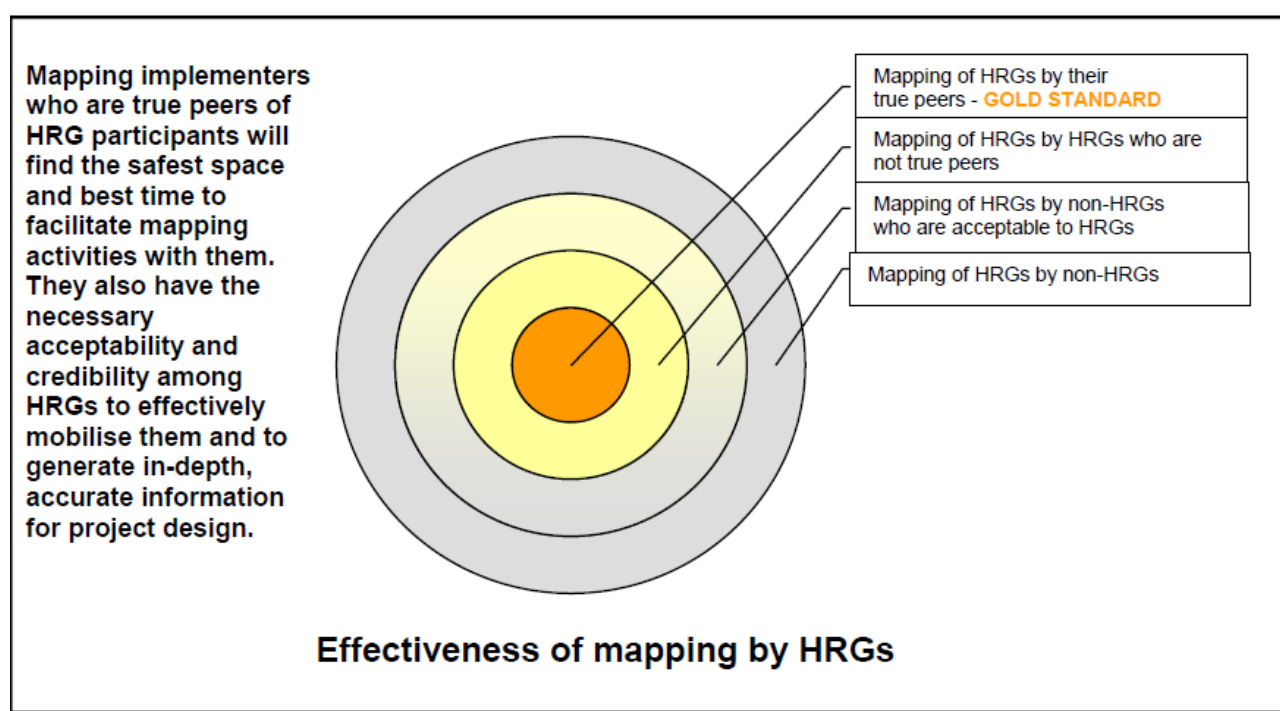 Mapping implementers
who are true peers of
HRG participants will
find the safest space
and best time to
facilitate mapping
activities with them.
They also have the
necessary
acceptability and
credibility among
HRGs to effectively
mobilise them and to
generate in-depth,
accurate information
for project design.
Mapping of HRGs by their
true peers - GOLD STANDARD
Mapping of HRGs by HRGs who are
not true peers
Mapping of HRGs by non-HRGs
who are acceptable to HRGs
Mapping of HRGs by non-HRGs
Effectiveness of mapping by HRGs